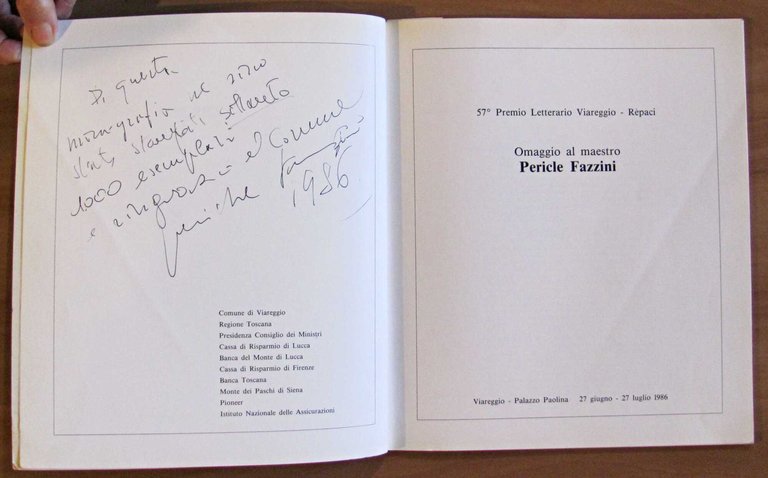 Di questa
monografia ne sono
state stampati soltanto
1000 esemplari
e ringrazio il Comune
Pericle Fazzini
1986
Comune di Viareggio
Regione Toscana
Presidenza Consiglio dei Ministri
Cassa di Risparmio di Lucca
Banca del Monte di Lucca
Cassa di Risparmio di Firenze
Banca Toscana
Monte dei Paschi di Siena
Pioneer
Istituto Nazionale delle Assicurazioni
57° Premio Letterario Viareggio - Rèpaci
Omaggio al maestro
Pericle Fazzini
Viareggio - Palazzo Paolina 27 giugno - 27 luglio 1986